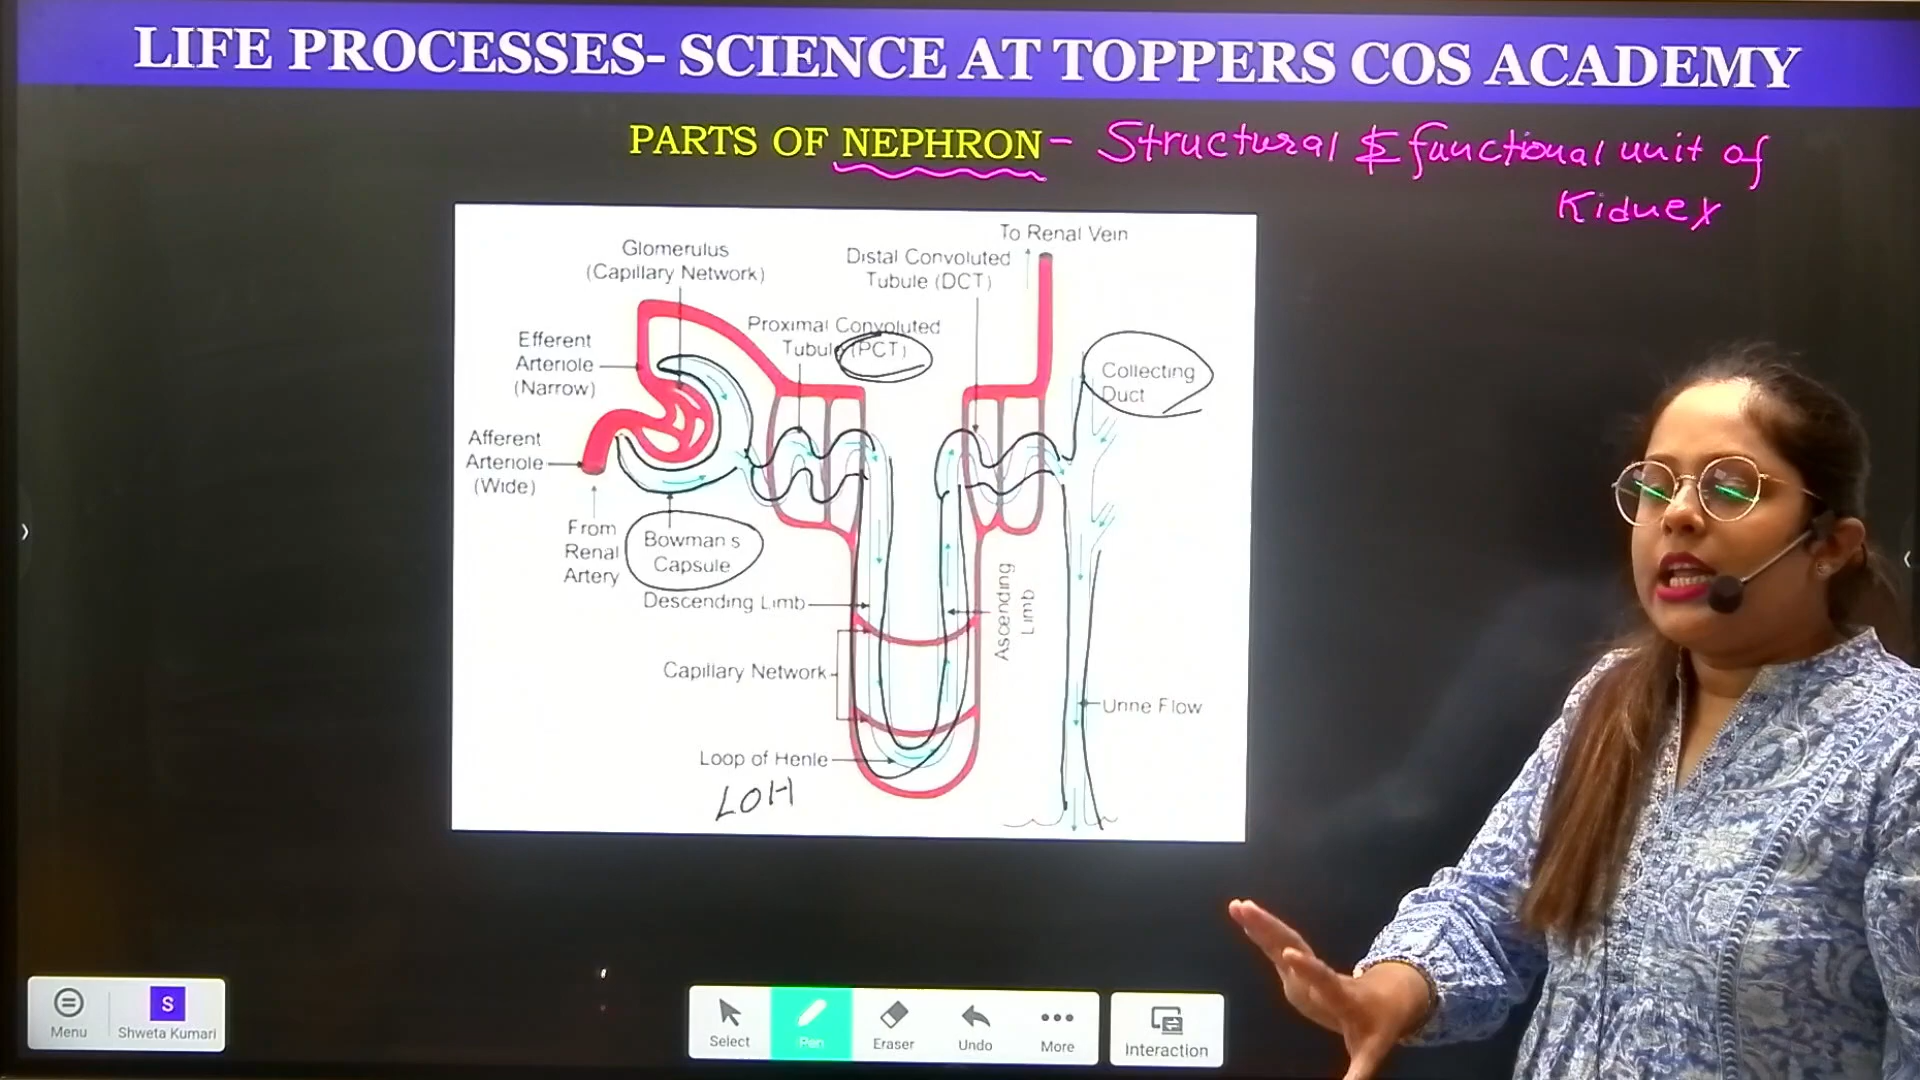 LIFE PROCESSES- SCIENCE AT TOPPERS COS ACADEMY
PARTS OF NEPHRON - Structural & functional unit of
Kidney
To Renal Vein
Glomerulus
(Capillary Network)
Distal Convoluted
Tubule (DCT)
Proximal Convoluted
Tubule (PCT)
Efferent
Arteriole
(Narrow)
Collecting
Duct
Afferent
Arteriole
(Wide)
From
Renal
Artery
Bowman s
Capsule
Descending Limb
Ascending
Limb
Capillary Network
Urine Flow
Loop of Henle
LOH
Menu
S
Shweta Kumari
Select
Pen
Eraser
Undo
More
Interaction